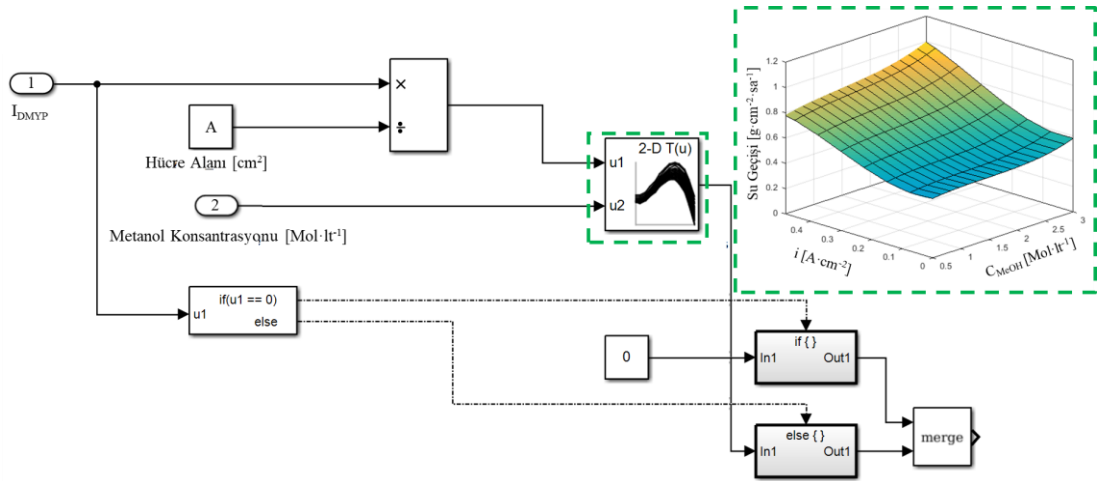 1
I_DMYP
×
÷
A
Hücre Alanı [cm²]
2
Metanol Konsantrasyonu [Mol·lt⁻¹]
2-D T(u)
u1
u2
1.2
1
0.8
0.6
0.4
0.2
0
Su Geçişi [g·cm⁻²·sa⁻¹]
0.4
0.3
0.2
0.1
0
i [A·cm⁻²]
0.5
1
1.5
2
2.5
3
C_MeOH [Mol·lt⁻¹]
u1
if(u1 == 0)
else
0
if { }
In1
Out1
else { }
In1
Out1
merge